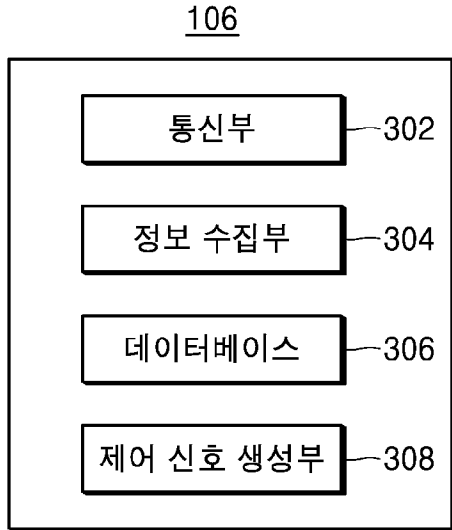 106
통신부 302
정보 수집부 304
데이터베이스 306
제어 신호 생성부 308